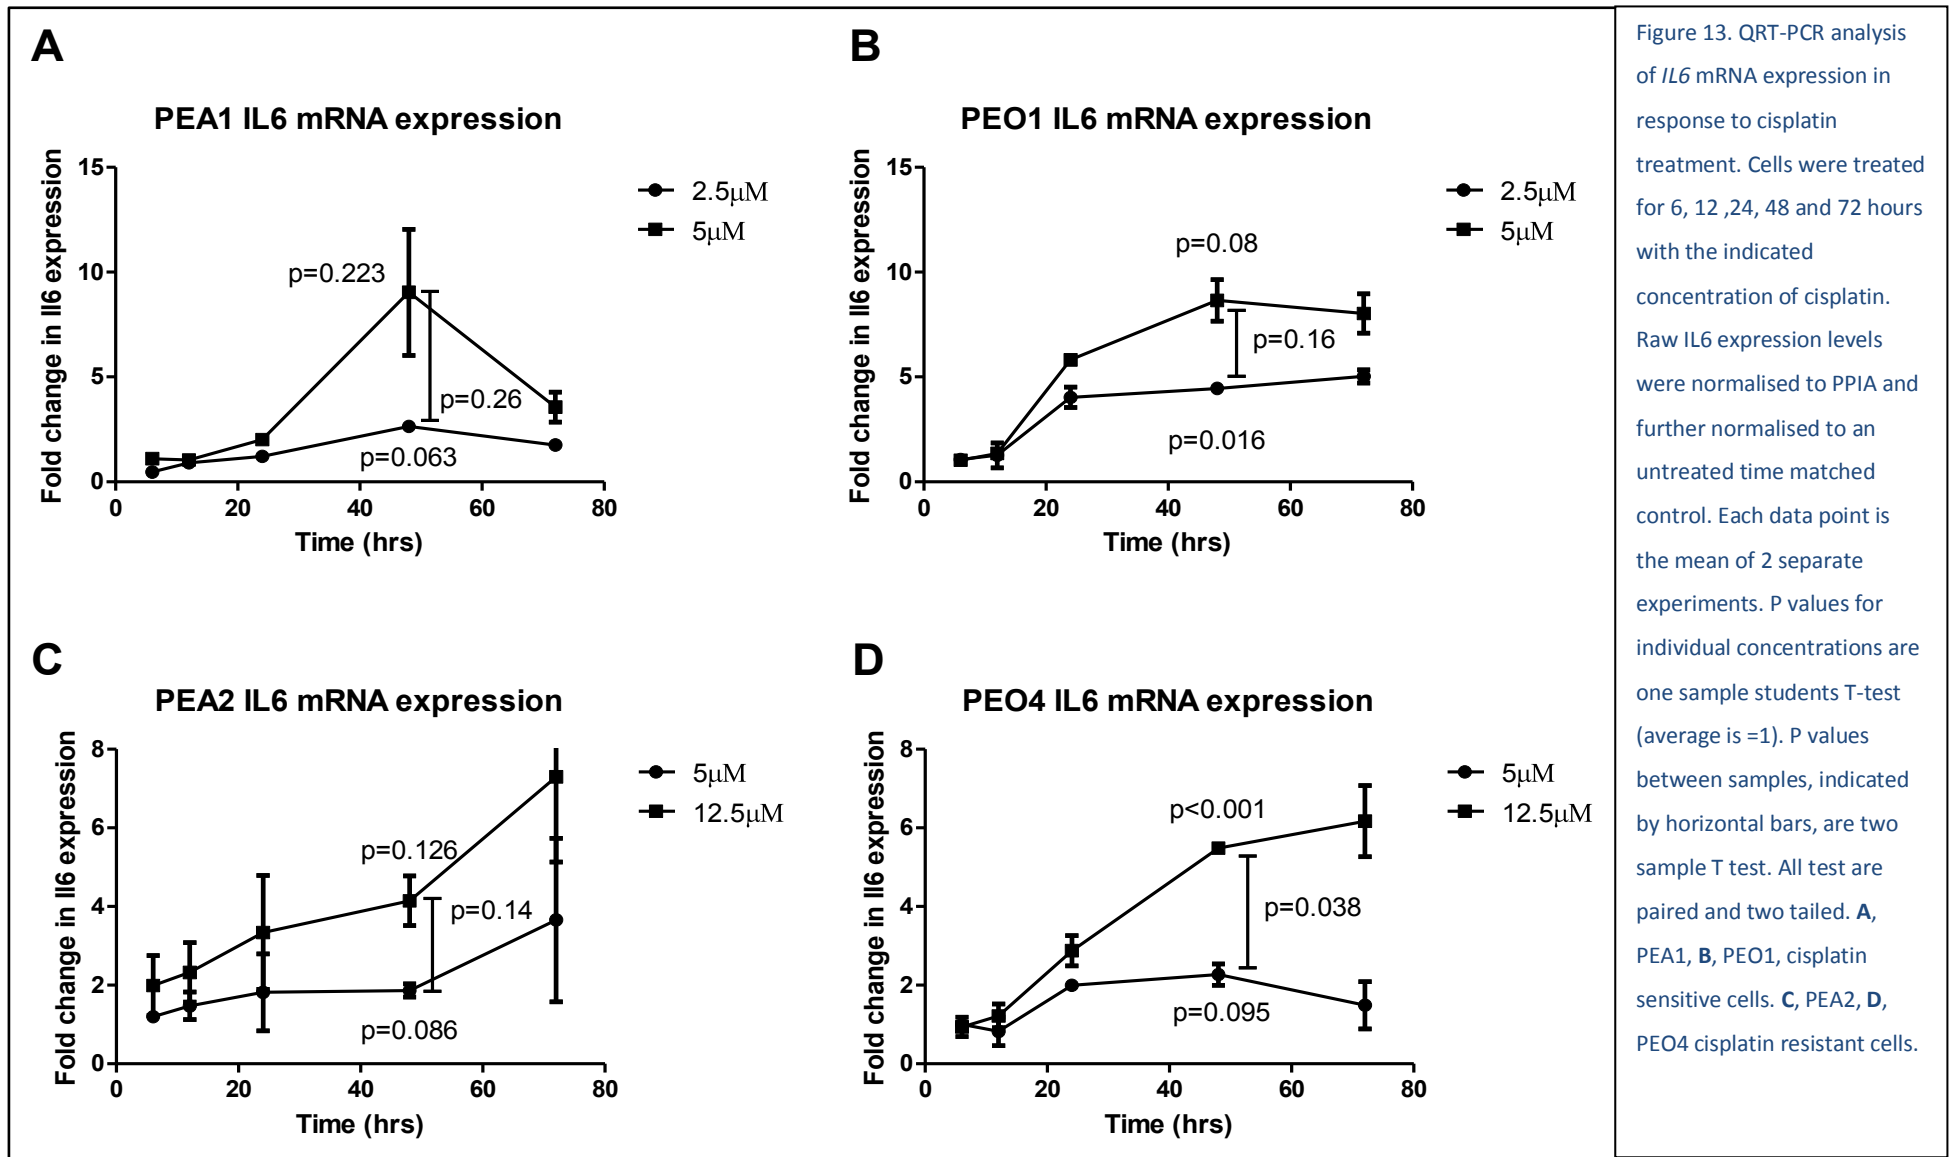 A
PEA1 IL6 mRNA expression
Fold change in Il6 expression
15
10
5
0
0 20 40 60 80
Time (hrs)
2.5µM
5µM
p=0.223
p=0.26
p=0.063
B
PEO1 IL6 mRNA expression
Fold change in Il6 expression
15
10
5
0
0 20 40 60 80
Time (hrs)
2.5µM
5µM
p=0.08
p=0.16
p=0.016
C
PEA2 IL6 mRNA expression
Fold change in Il6 expression
8
6
4
2
0
0 20 40 60 80
Time (hrs)
5µM
12.5µM
p=0.126
p=0.14
p=0.086
D
PEO4 IL6 mRNA expression
Fold change in Il6 expression
8
6
4
2
0
0 20 40 60 80
Time (hrs)
5µM
12.5µM
p<0.001
p=0.038
p=0.095
Figure 13. QRT-PCR analysis
of IL6 mRNA expression in
response to cisplatin
treatment. Cells were treated
for 6, 12 ,24, 48 and 72 hours
with the indicated
concentration of cisplatin.
Raw IL6 expression levels
were normalised to PPIA and
further normalised to an
untreated time matched
control. Each data point is
the mean of 2 separate
experiments. P values for
individual concentrations are
one sample students T-test
(average is =1). P values
between samples, indicated
by horizontal bars, are two
sample T test. All test are
paired and two tailed. A,
PEA1, B, PEO1, cisplatin
sensitive cells. C, PEA2, D,
PEO4 cisplatin resistant cells.